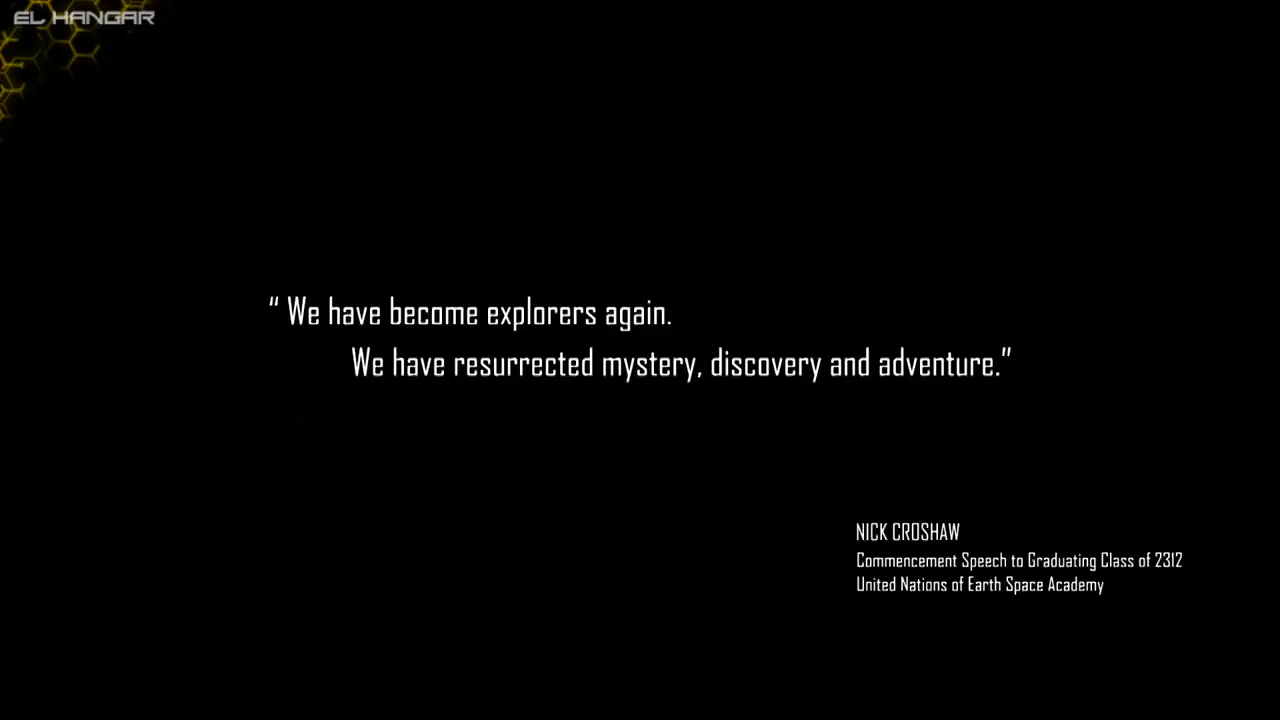 EL HANGAR
“ We have become explorers again.
We have resurrected mystery, discovery and adventure.”
NICK CROSHAW
Commencement Speech to Graduating Class of 2312
United Nations of Earth Space Academy